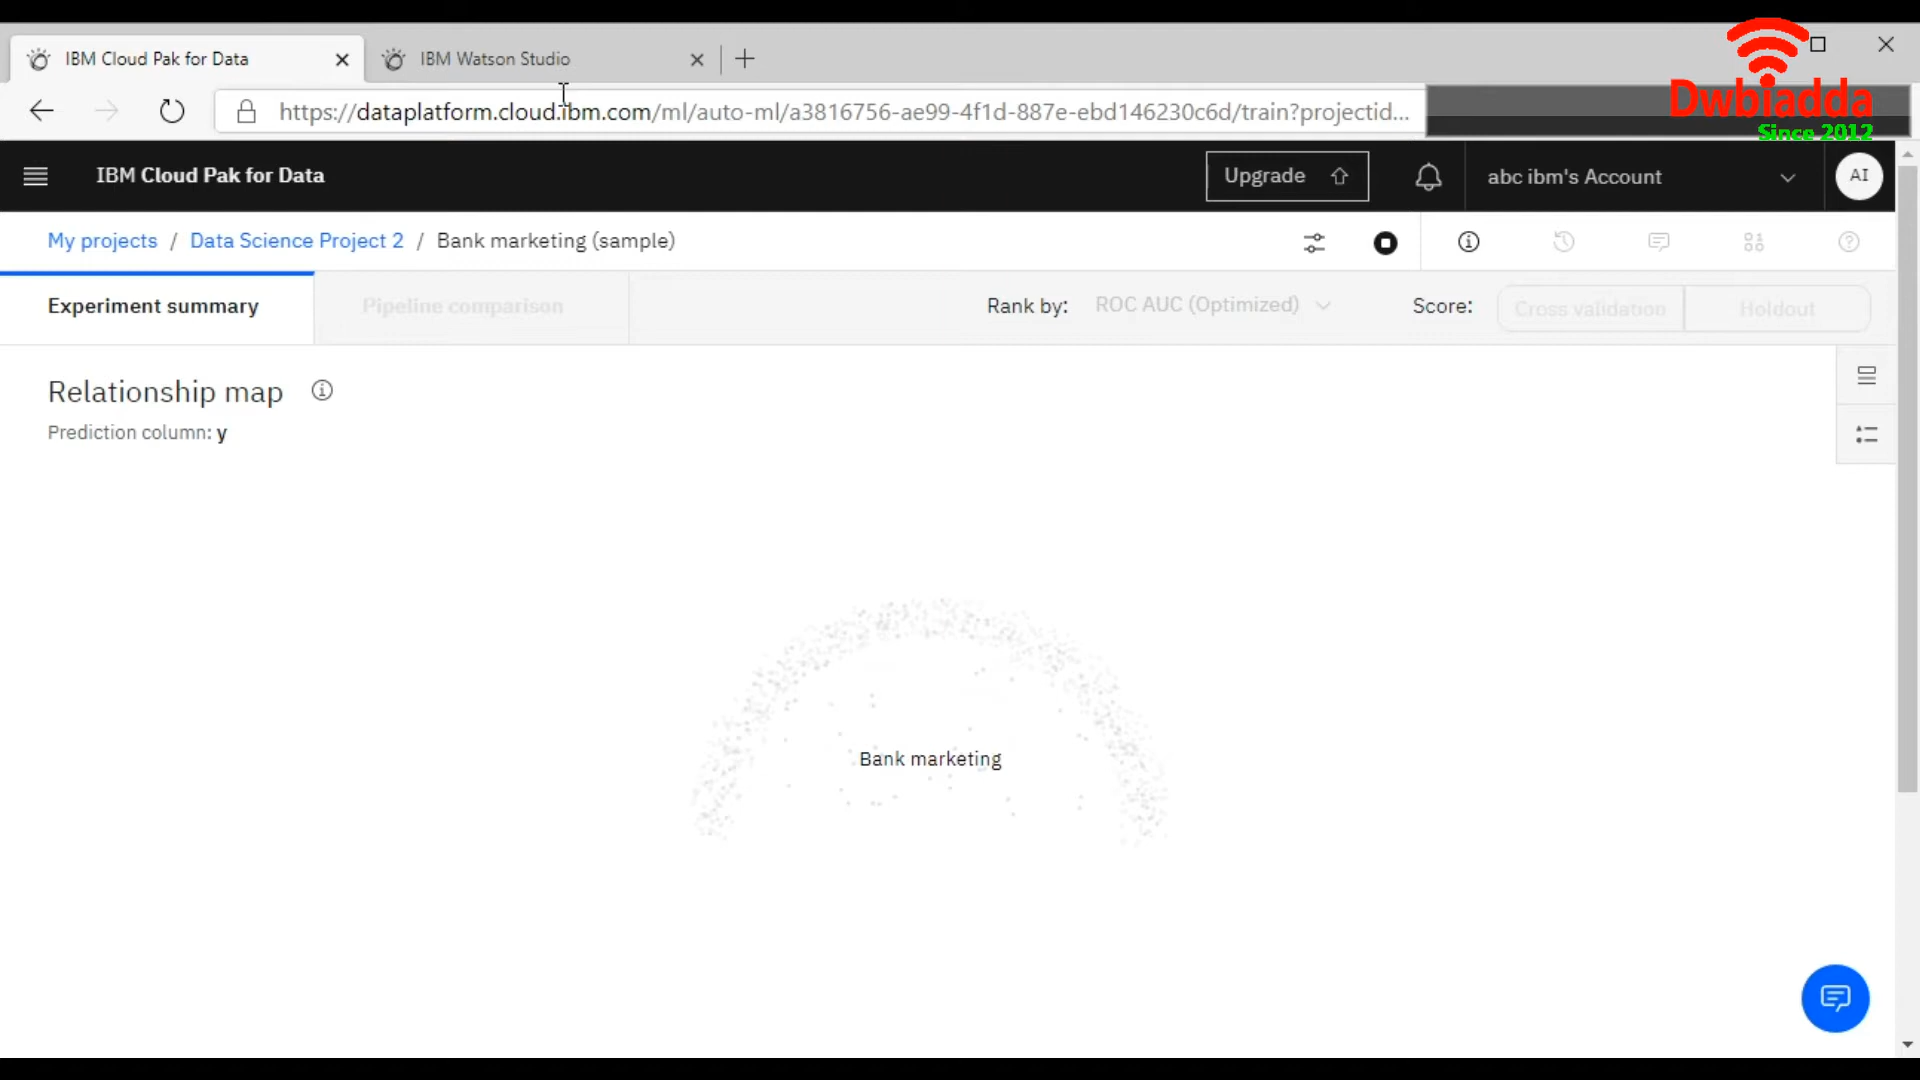 IBM Cloud Pak for Data
IBM Watson Studio
Dwbiadda
Since 2012
https://dataplatform.cloud.ibm.com/ml/auto-ml/a3816756-ae99-4f1d-887e-ebd146230c6d/train?projectid...
IBM Cloud Pak for Data
Upgrade
abc ibm's Account
AI
My projects / Data Science Project 2 / Bank marketing (sample)
Experiment summary
Pipeline comparison
Rank by: ROC AUC (Optimized)
Score: Cross validation Holdout
Relationship map
Prediction column: y
Bank marketing